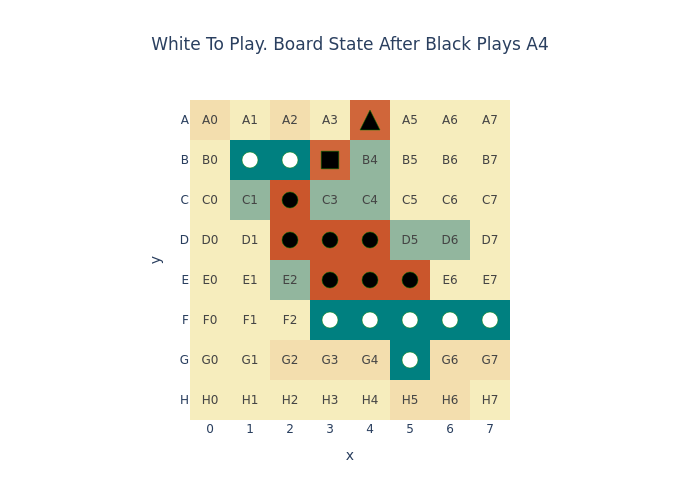 White To Play. Board State After Black Plays A4
A A0 A1 A2 A3 A5 A6 A7
B B0 B4 B5 B6 B7
C C0 C1 C3 C4 C5 C6 C7
D D0 D1 D5 D6 D7
E E0 E1 E2 E6 E7
F F0 F1 F2
G G0 G1 G2 G3 G4 G6 G7
H H0 H1 H2 H3 H4 H5 H6 H7
0 1 2 3 4 5 6 7
x
y